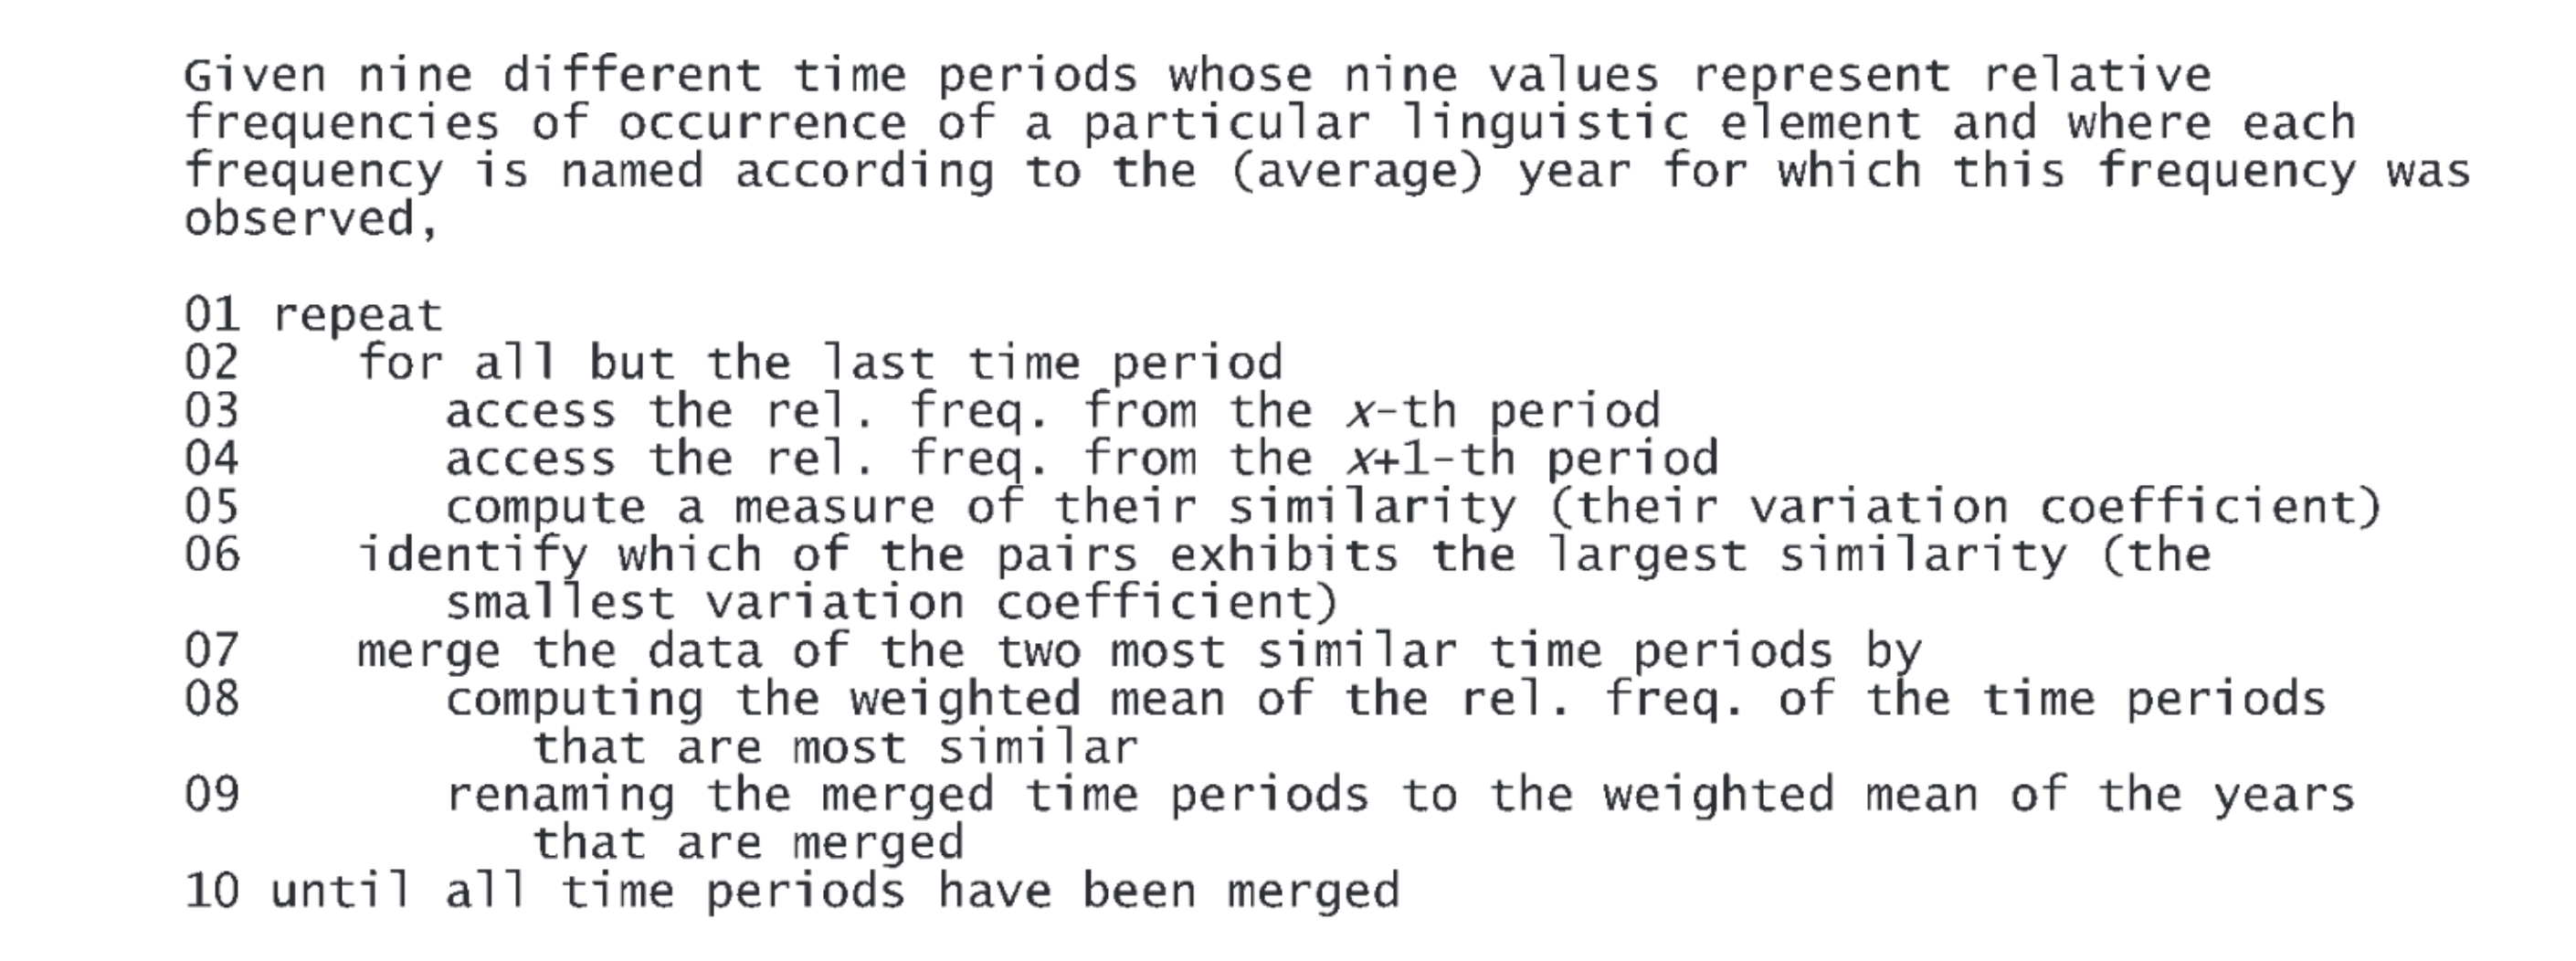 Given nine different time periods whose nine values represent relative
frequencies of occurrence of a particular linguistic element and where each
frequency is named according to the (average) year for which this frequency was
observed,
01 repeat
02 for all but the last time period
03 access the rel. freq. from the x-th period
04 access the rel. freq. from the x+1-th period
05 compute a measure of their similarity (their variation coefficient)
06 identify which of the pairs exhibits the largest similarity (the
smallest variation coefficient)
07 merge the data of the two most similar time periods by
08 computing the weighted mean of the rel. freq. of the time periods
that are most similar
09 renaming the merged time periods to the weighted mean of the years
that are merged
10 until all time periods have been merged